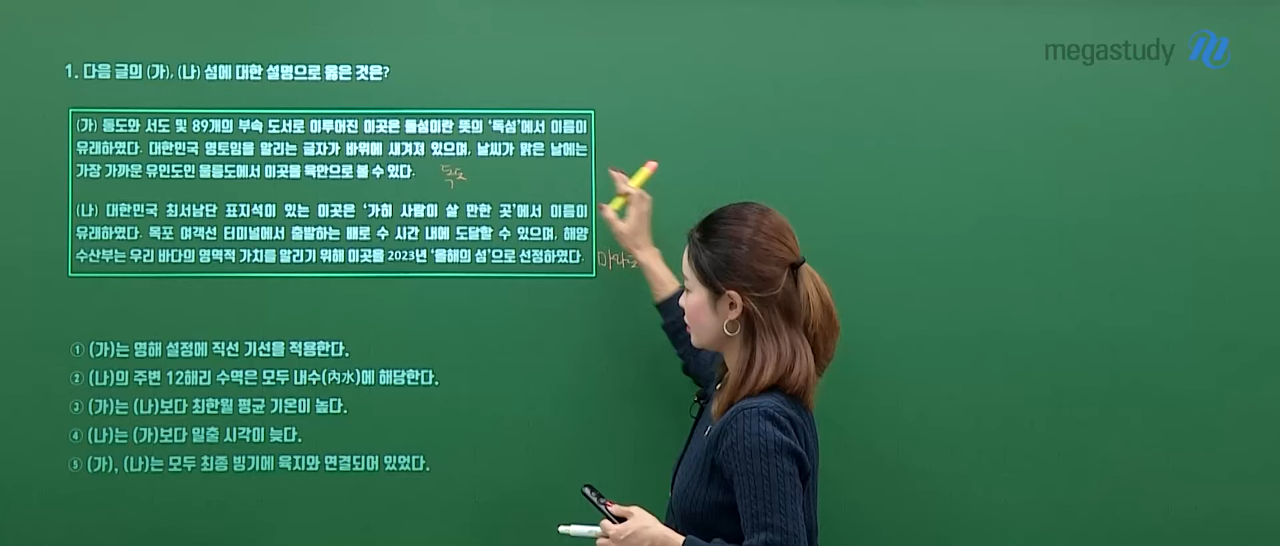 megastudy
1. 다음 글의 (가), (나) 섬에 대한 설명으로 옳은 것은?
(가) 동도와 서도 및 89개의 부속 도서로 이루어진 이곳은 돌섬이란 뜻의 '독섬'에서 이름이
유래하였다. 대한민국 영토임을 알리는 글자가 바위에 새겨져 있으며, 날씨가 맑은 날에는
가장 가까운 유인도인 울릉도에서 이곳을 육안으로 볼 수 있다.
독도
(나) 대한민국 최서남단 표지석이 있는 이곳은 '가히 사람이 살 만한 곳'에서 이름이
유래하였다. 목포 여객선 터미널에서 출발하는 배로 수 시간 내에 도달할 수 있으며, 해양
수산부는 우리 바다의 영역적 가치를 알리기 위해 이곳을 2023년 '올해의 섬'으로 선정하였다.
① (가)는 영해 설정에 직선 기선을 적용한다.
② (나)의 주변 12해리 수역은 모두 내수(內水)에 해당한다.
③ (가)는 (나)보다 최한월 평균 기온이 높다.
④ (나)는 (가)보다 일출 시각이 늦다.
⑤ (가), (나)는 모두 최종 빙기에 육지와 연결되어 있었다.